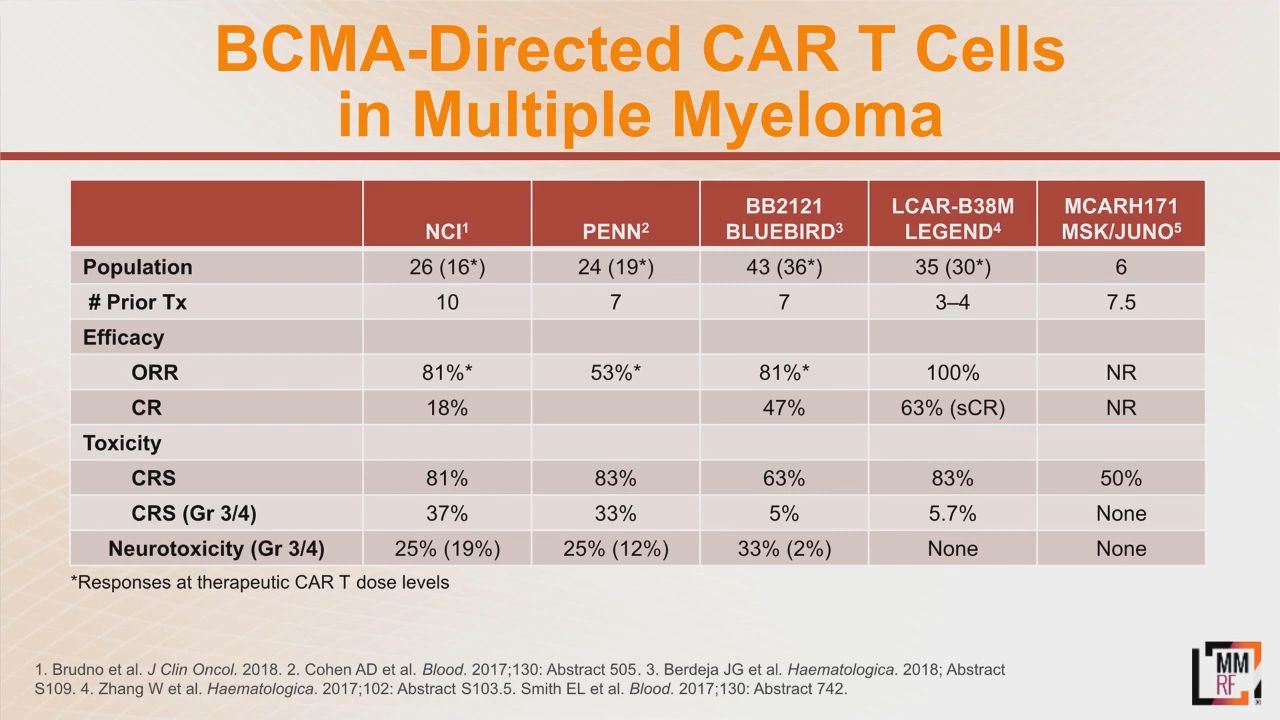 BCMA-Directed CAR T Cells
in Multiple Myeloma
NCI¹ PENN² BB2121 BLUEBIRD³ LCAR-B38M LEGEND⁴ MCARH171 MSK/JUNO⁵
Population 26 (16*) 24 (19*) 43 (36*) 35 (30*) 6
# Prior Tx 10 7 7 3–4 7.5
Efficacy
ORR 81%* 53%* 81%* 100% NR
CR 18% 47% 63% (sCR) NR
Toxicity
CRS 81% 83% 63% 83% 50%
CRS (Gr 3/4) 37% 33% 5% 5.7% None
Neurotoxicity (Gr 3/4) 25% (19%) 25% (12%) 33% (2%) None None
*Responses at therapeutic CAR T dose levels
1. Brudno et al. J Clin Oncol. 2018. 2. Cohen AD et al. Blood. 2017;130: Abstract 505. 3. Berdeja JG et al. Haematologica. 2018; Abstract
S109. 4. Zhang W et al. Haematologica. 2017;102: Abstract S103.5. Smith EL et al. Blood. 2017;130: Abstract 742.
MM
RF